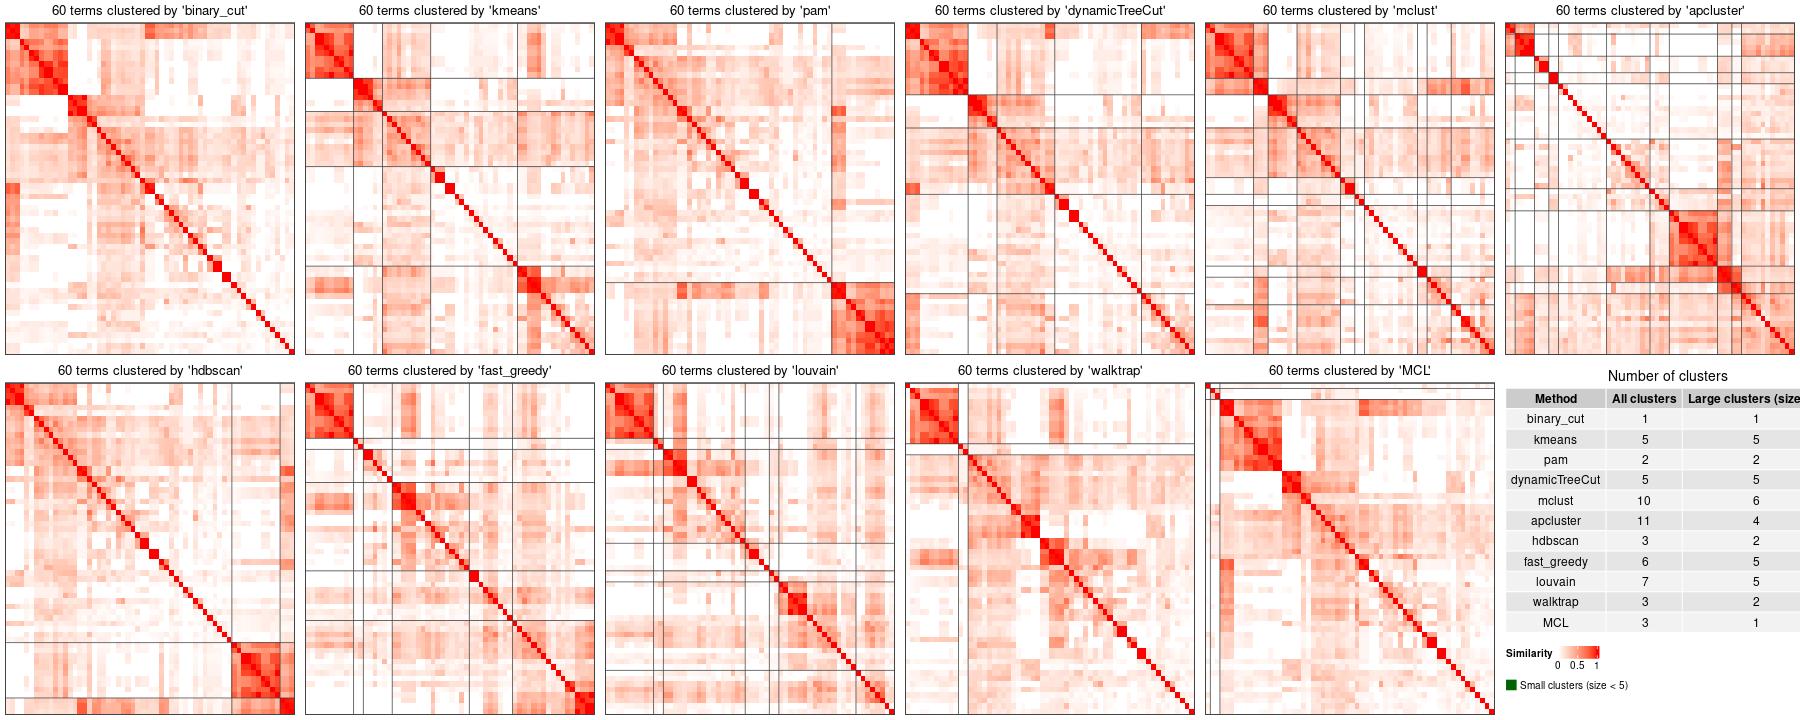 60 terms clustered by 'binary_cut'
60 terms clustered by 'kmeans'
60 terms clustered by 'pam'
60 terms clustered by 'dynamicTreeCut'
60 terms clustered by 'mclust'
60 terms clustered by 'apcluster'
60 terms clustered by 'hdbscan'
60 terms clustered by 'fast_greedy'
60 terms clustered by 'louvain'
60 terms clustered by 'walktrap'
60 terms clustered by 'MCL'
Number of clusters
Method All clusters Large clusters (size
binary_cut 1 1
kmeans 5 5
pam 2 2
dynamicTreeCut 5 5
mclust 10 6
apcluster 11 4
hdbscan 3 2
fast_greedy 6 5
louvain 7 5
walktrap 3 2
MCL 3 1
Similarity
0 0.5 1
Small clusters (size < 5)